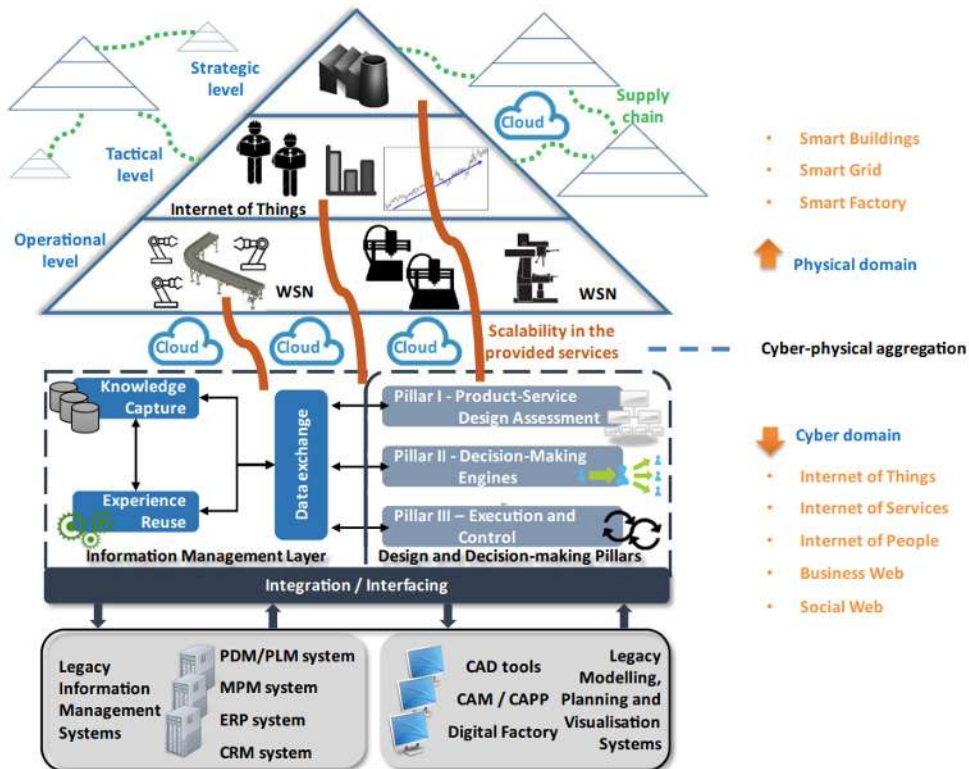 Strategic
level
Cloud
Supply
chain
Tactical
level
Internet of Things
Operational
level
WSN
WSN
Smart Buildings
Smart Grid
Smart Factory
Physical domain
Cloud
Cloud
Cloud
Scalability in the
provided services
Cyber-physical aggregation
Knowledge
Capture
Experience
Reuse
Data exchange
Information Management Layer
Pillar I - Product-Service
Design Assessment
Pillar II - Decision-Making
Engines
Pillar III – Execution and
Control
Design and Decision-making Pillars
Cyber domain
Internet of Things
Internet of Services
Internet of People
Business Web
Social Web
Integration / Interfacing
Legacy
Information
Management
Systems
PDM/PLM system
MPM system
ERP system
CRM system
CAD tools
CAM / CAPP
Digital Factory
Legacy
Modelling,
Planning and
Visualisation
Systems